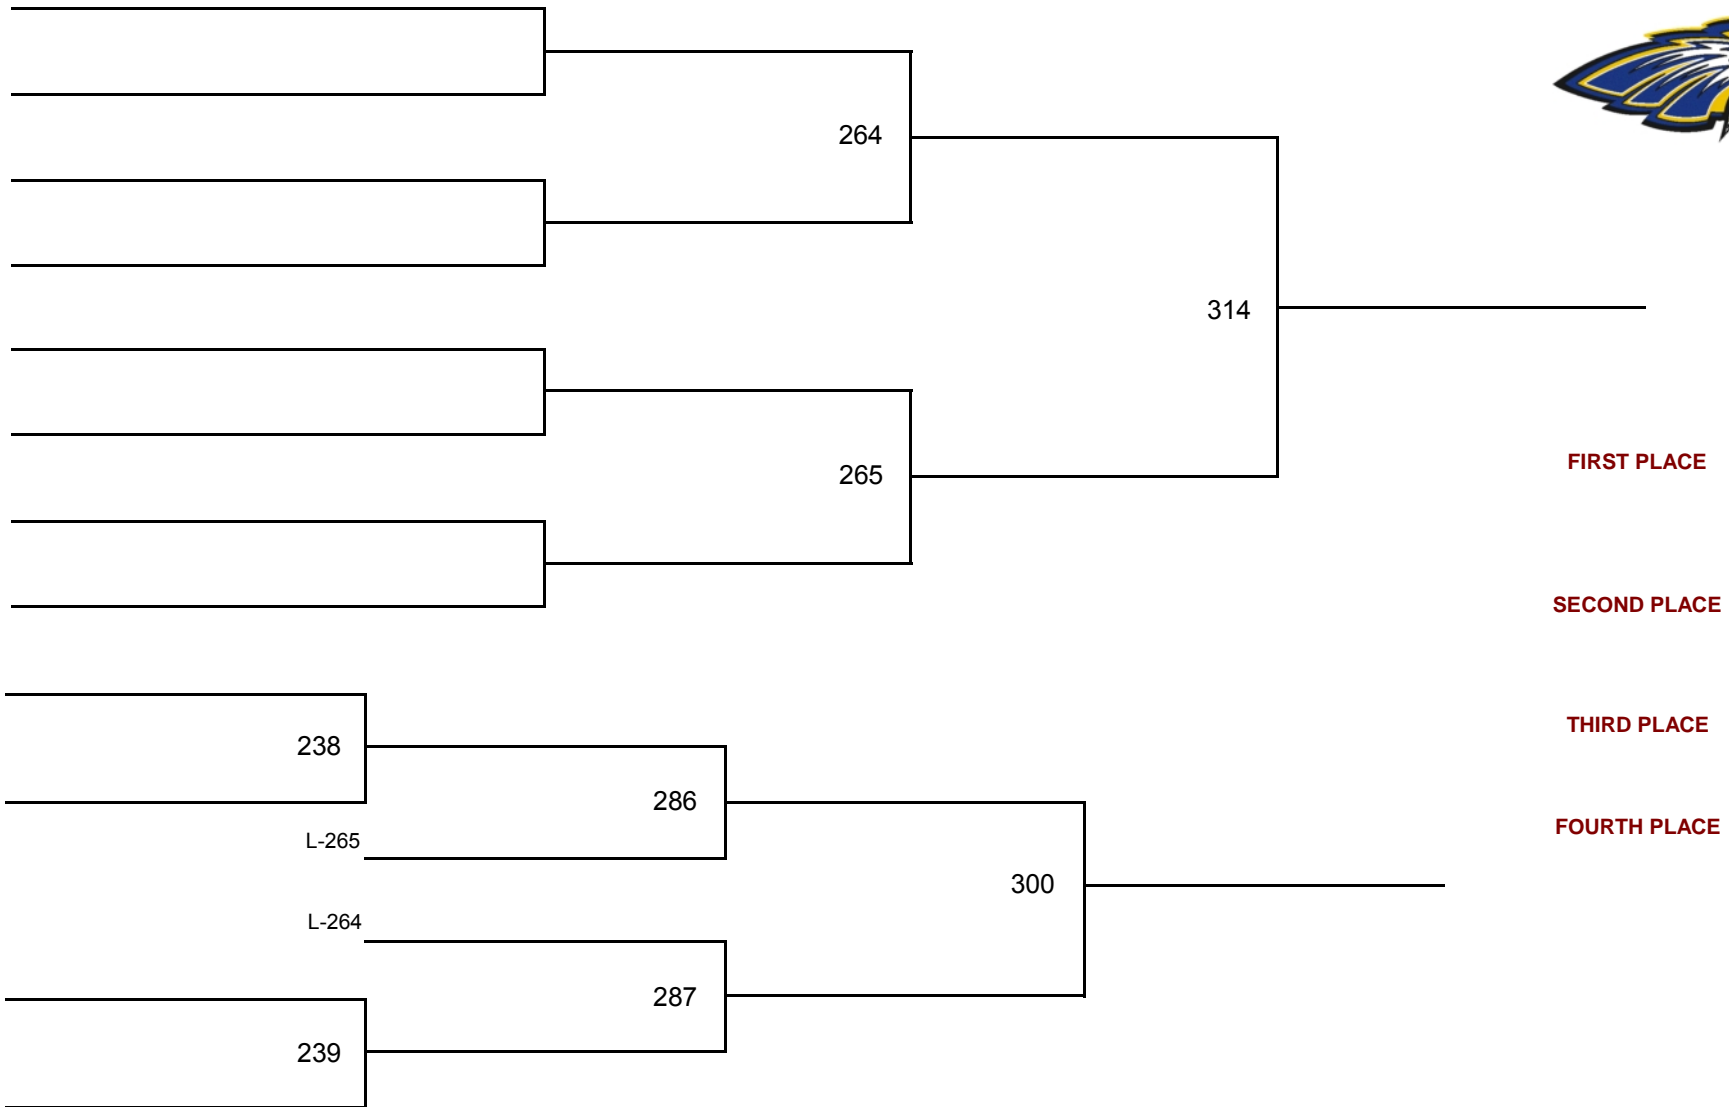 264
314
265
FIRST PLACE
SECOND PLACE
THIRD PLACE
238
286
FOURTH PLACE
L-265
300
L-264
287
239